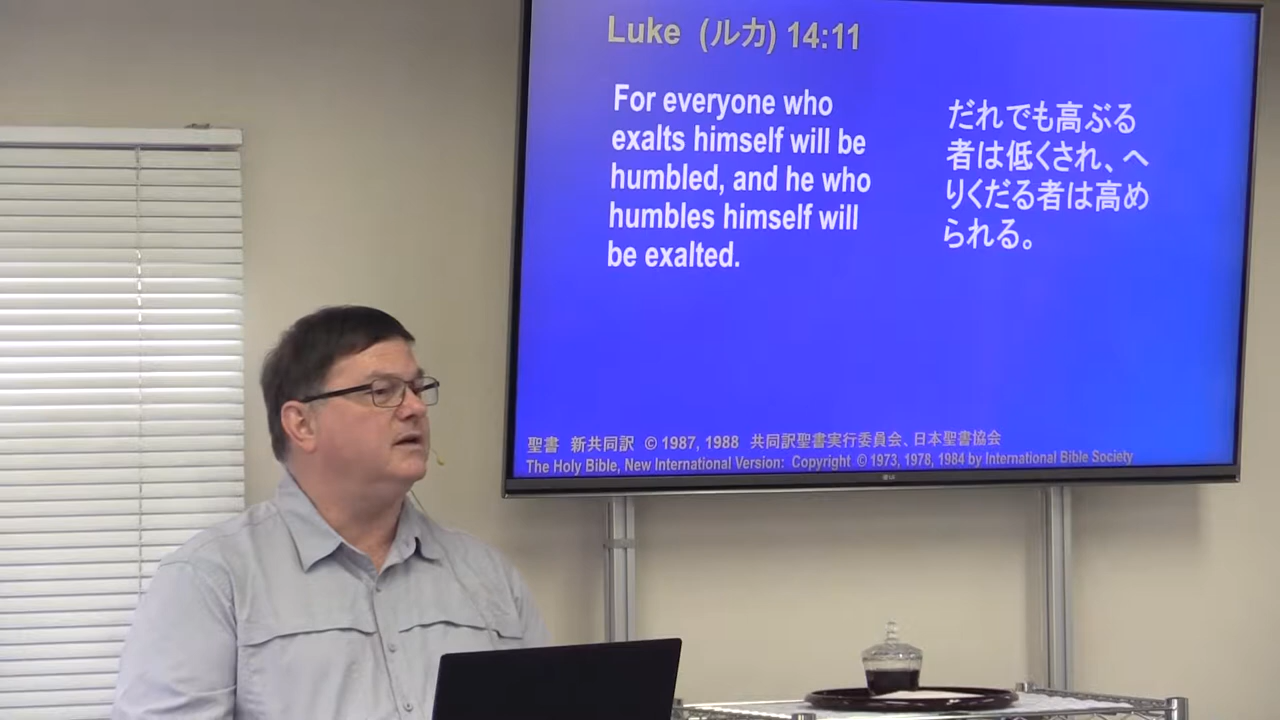 Luke (ルカ) 14:11
For everyone who
exalts himself will be
humbled, and he who
humbles himself will
be exalted.
だれでも高ぶる
者は低くされ、へ
りくだる者は高め
られる。
聖書 新共同訳 © 1987, 1988 共同訳聖書実行委員会、日本聖書協会
The Holy Bible, New International Version: Copyright © 1973, 1978, 1984 by International Bible Society
LG